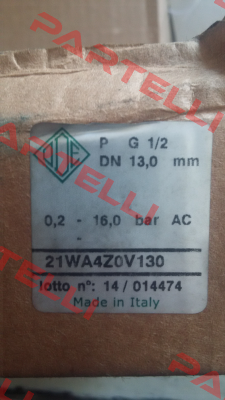 PARTELLI
ODE
P G 1/2
DN 13,0 mm
0,2 - 16,0 bar AC
-
21WA4Z0V130
lotto n°: 14 / 014474
Made in Italy
PARTELLI